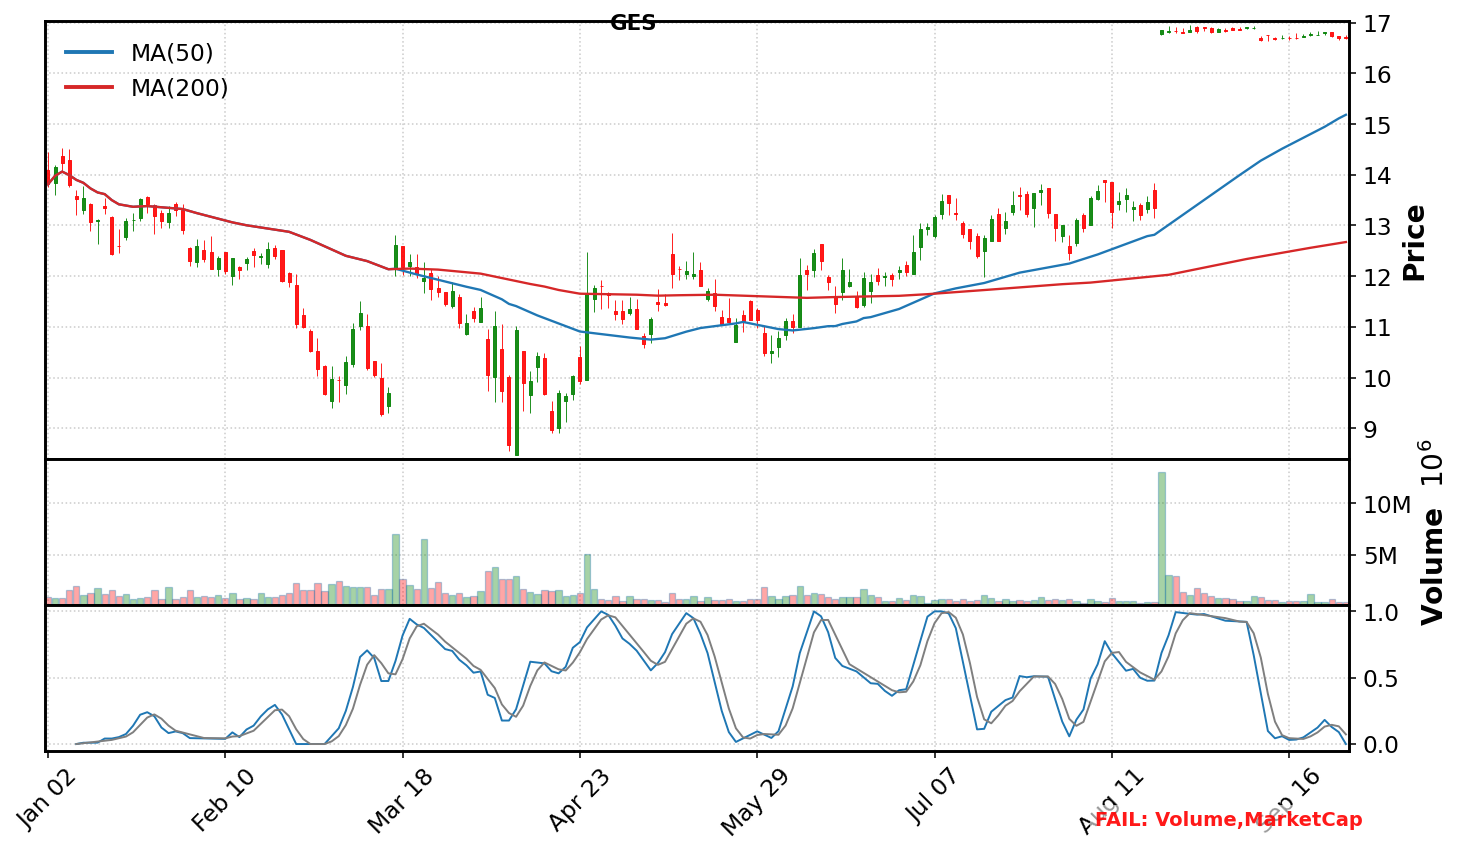 GES
MA(50)
MA(200)
17
16
15
14
13
12
11
10
9
Price
10M
5M
Volume 10⁶
1.0
0.5
0.0
Jan 02
Feb 10
Mar 18
Apr 23
May 29
Jul 07
Aug 11
Sep 16
FAIL: Volume,MarketCap